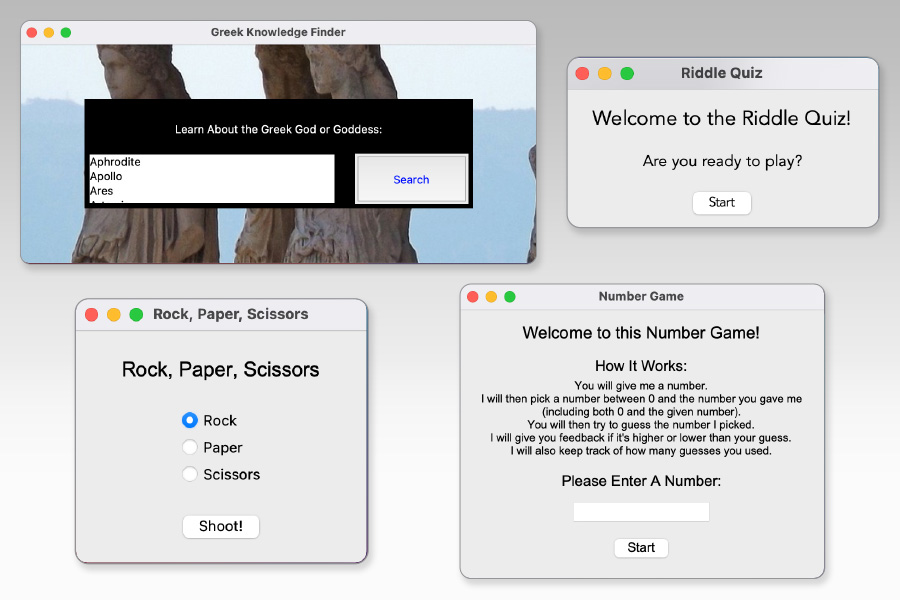 Greek Knowledge Finder
Learn About the Greek God or Goddess:
Aphrodite
Apollo
Ares
Search
Riddle Quiz
Welcome to the Riddle Quiz!
Are you ready to play?
Start
Rock, Paper, Scissors
Rock, Paper, Scissors
Rock
Paper
Scissors
Shoot!
Number Game
Welcome to this Number Game!
How It Works:
You will give me a number.
I will then pick a number between 0 and the number you gave me
(including both 0 and the given number).
You will then try to guess the number I picked.
I will give you feedback if it's higher or lower than your guess.
I will also keep track of how many guesses you used.
Please Enter A Number:
Start